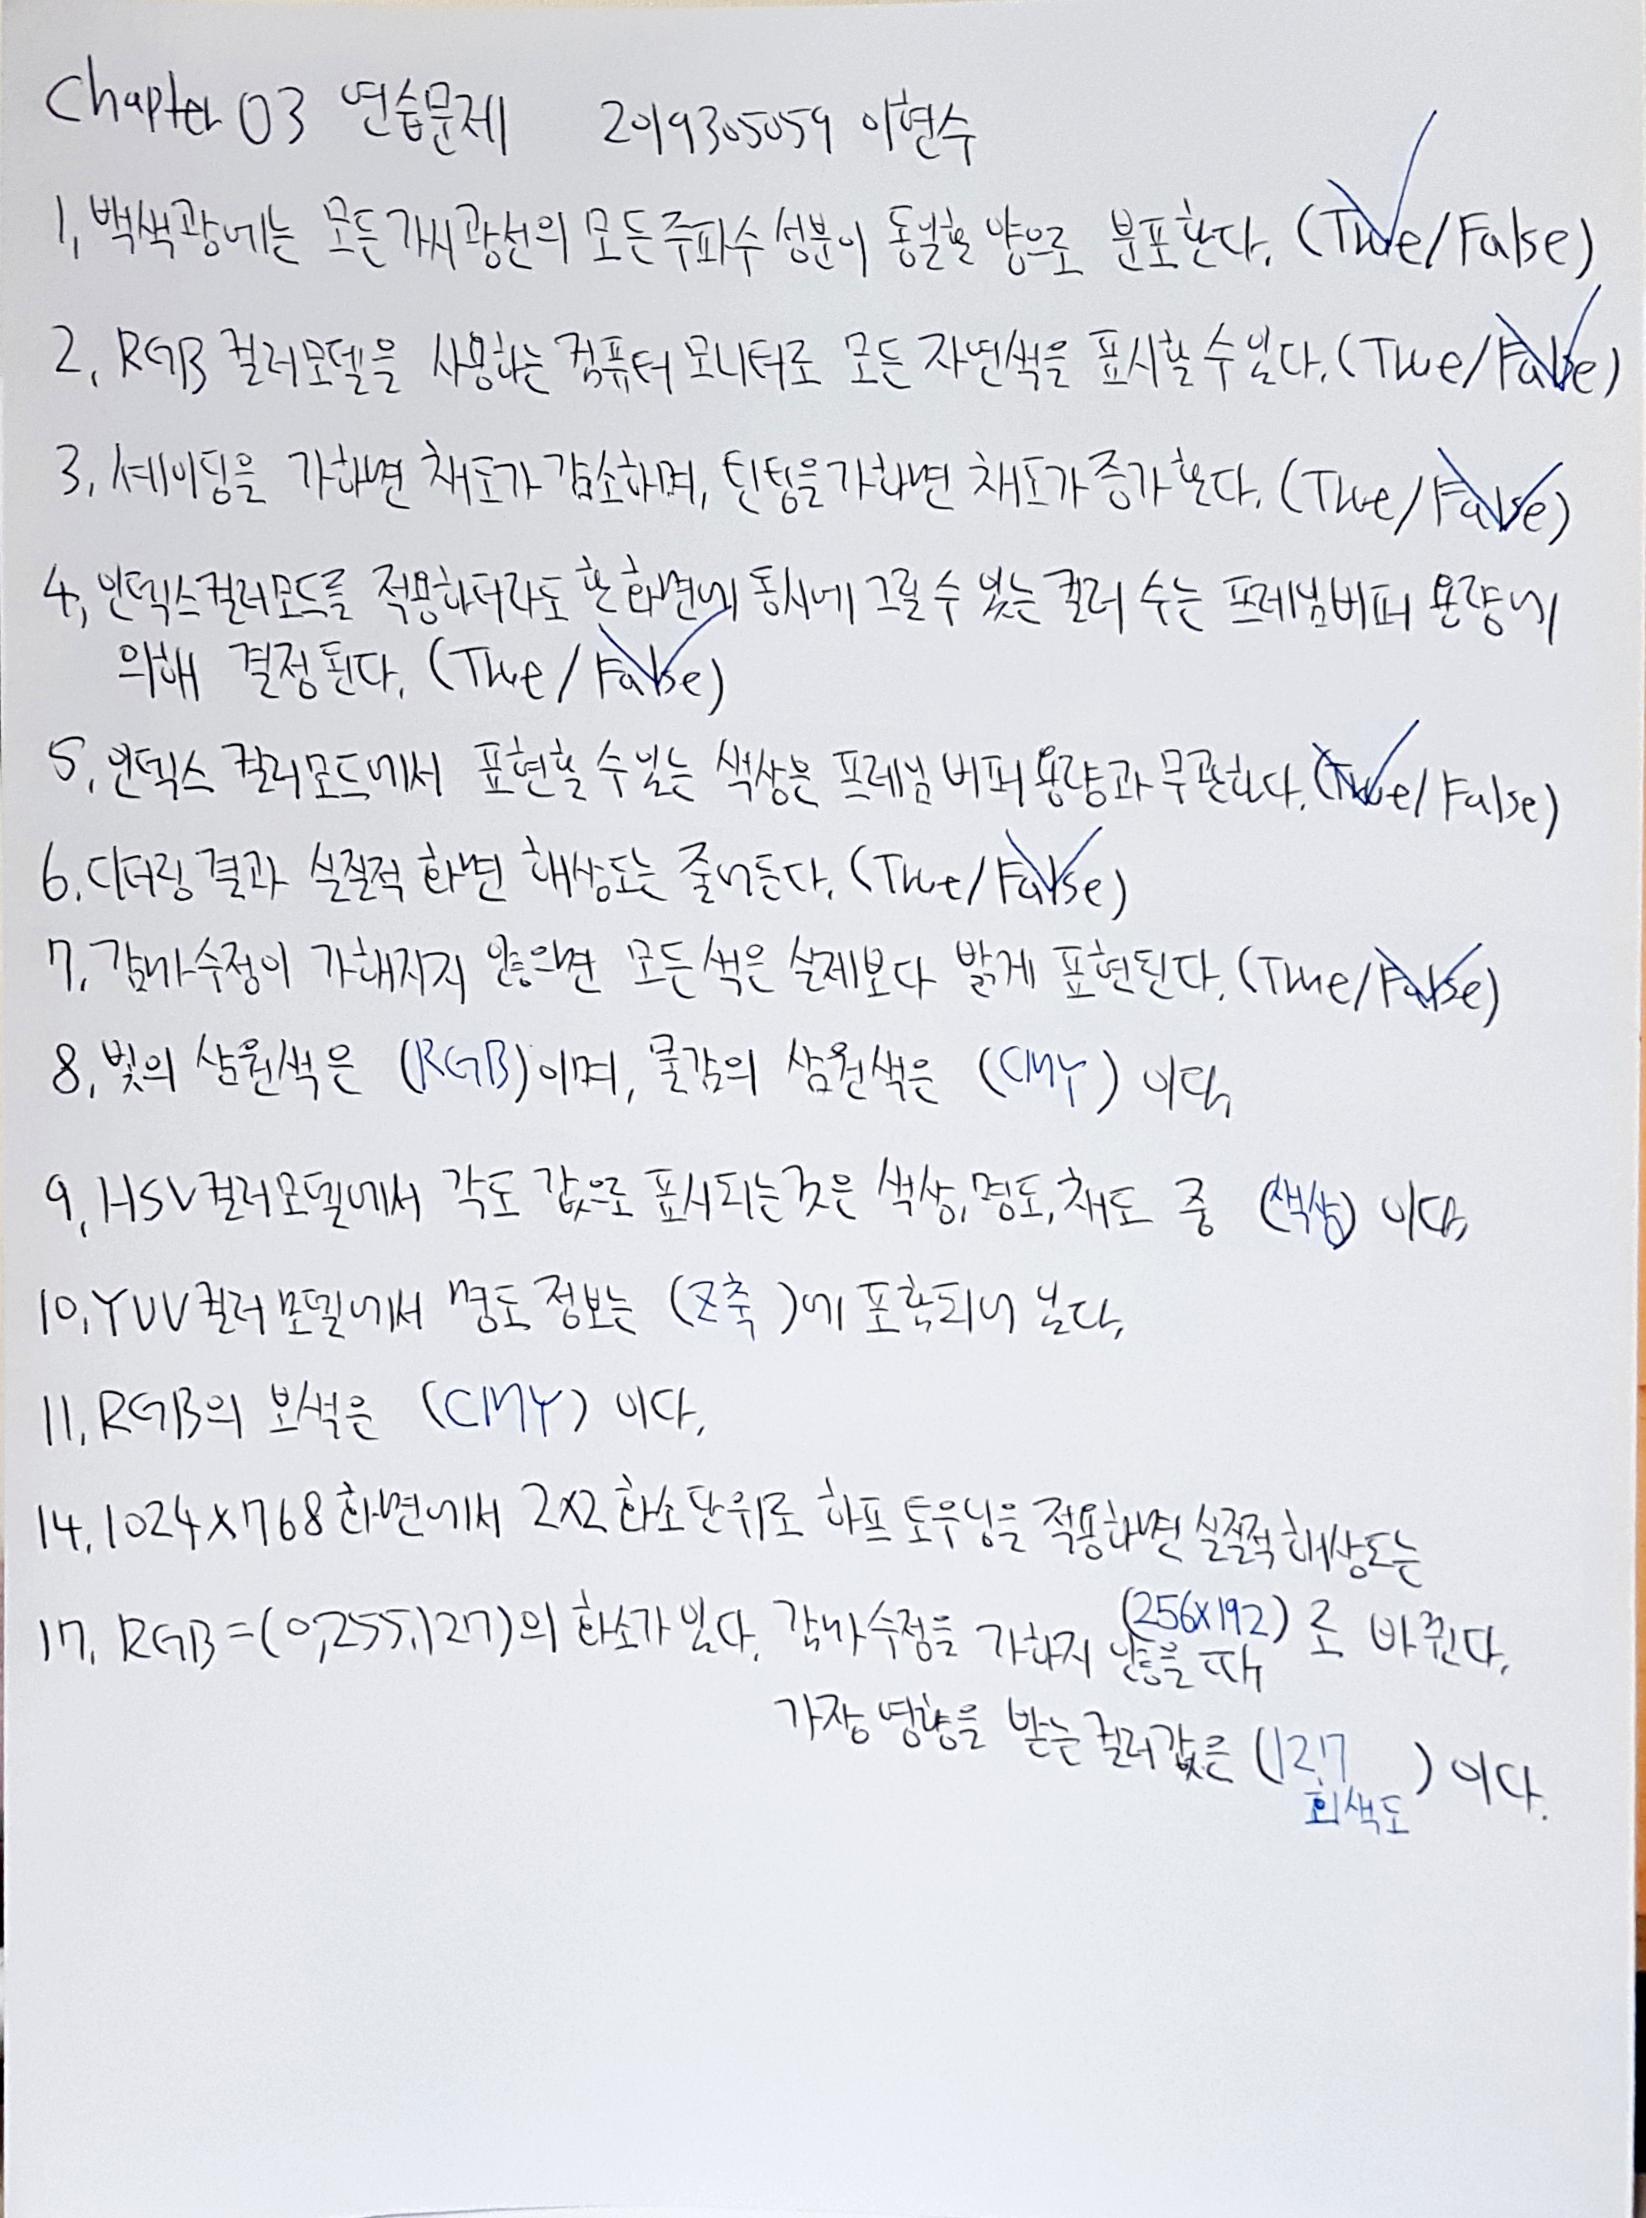 Chapter 03 연습문제 2019305059 이현수
1, 백색광에는 모든 가시광선의 모든 주파수 성분이 동일한 양으로 분포한다. (True/False)
2, RGB 컬러모델을 사용하는 컴퓨터 모니터로 모든 자연색을 표시할 수 있다. (True/False)
3, 셰이딩을 가하면 채도가 감소하며, 틴팅을 가하면 채도가 증가한다. (True/False)
4, 인덱스 컬러모드를 적용하더라도 한 화면에 동시에 그릴 수 있는 컬러 수는 프레임버퍼 용량에
의해 결정된다. (True/False)
5, 인덱스 컬러모드에서 표현할 수 있는 색상은 프레임 버퍼 용량과 무관하다. (True/False)
6, 디더링 결과 실질적 화면 해상도는 줄어든다. (True/False)
7, 감마수정이 가해지지 않으면 모든 색은 실제보다 밝게 표현된다. (True/False)
8, 빛의 삼원색은 (RGB)이며, 물감의 삼원색은 (CMY) 이다,
9, HSV컬러모델에서 각도 값으로 표시되는 것은 색상, 명도, 채도 중 (색상) 이다,
10, YUV컬러모델에서 명도 정보는 (Z축 )에 포함되어 있다,
11, RGB의 보색은 (CMY) 이다,
14, 1024×768 화면에서 2×2 화소 단위로 하프 토우닝을 적용하면 실질적 해상도는
(256×192) 로 바뀐다,
17, RGB=(0,255,127)의 화소가 있다. 감마수정을 가하지 않을 때
가장 영향을 받는 컬러 값은 (127 ) 이다.
회색도